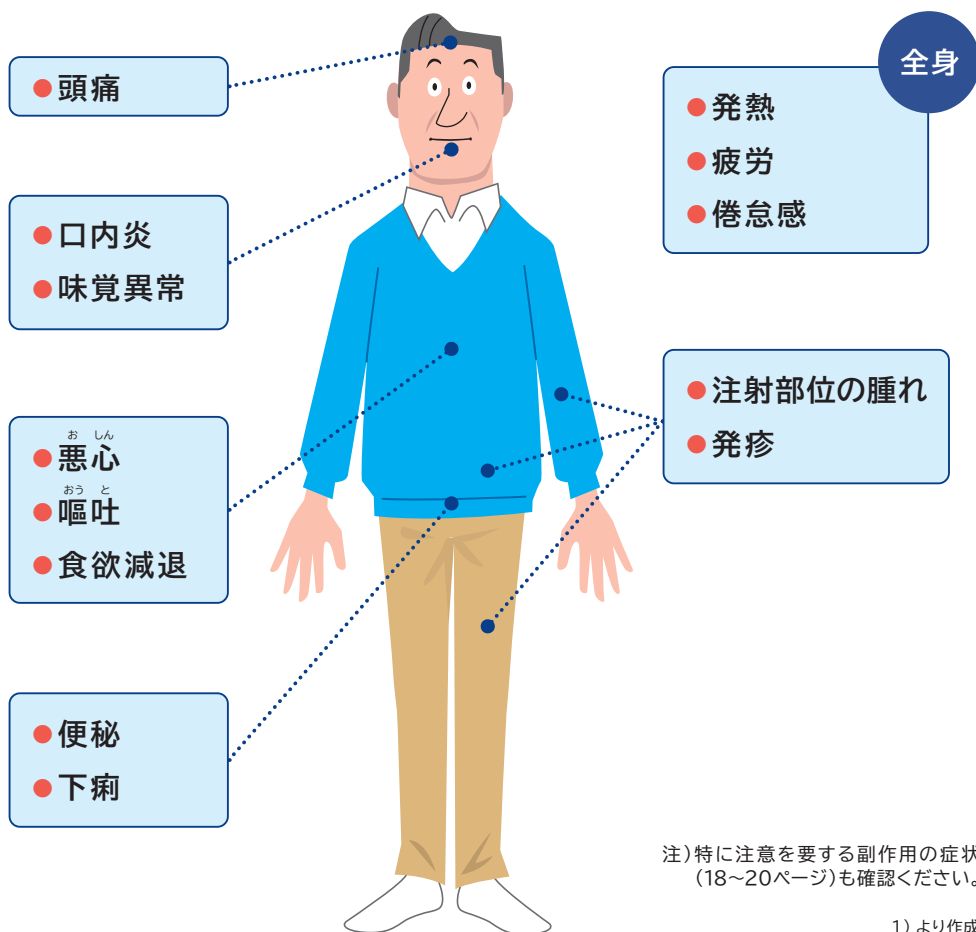 ●頭痛
●口内炎
●味覚異常
お しん
●悪心
おう と
●嘔吐
●食欲減退
●便秘
●下痢
全身
●発熱
●疲労
●倦怠感
●注射部位の腫れ
●発疹
注)特に注意を要する副作用の症状
(18〜20ページ)も確認ください。
1) より作成